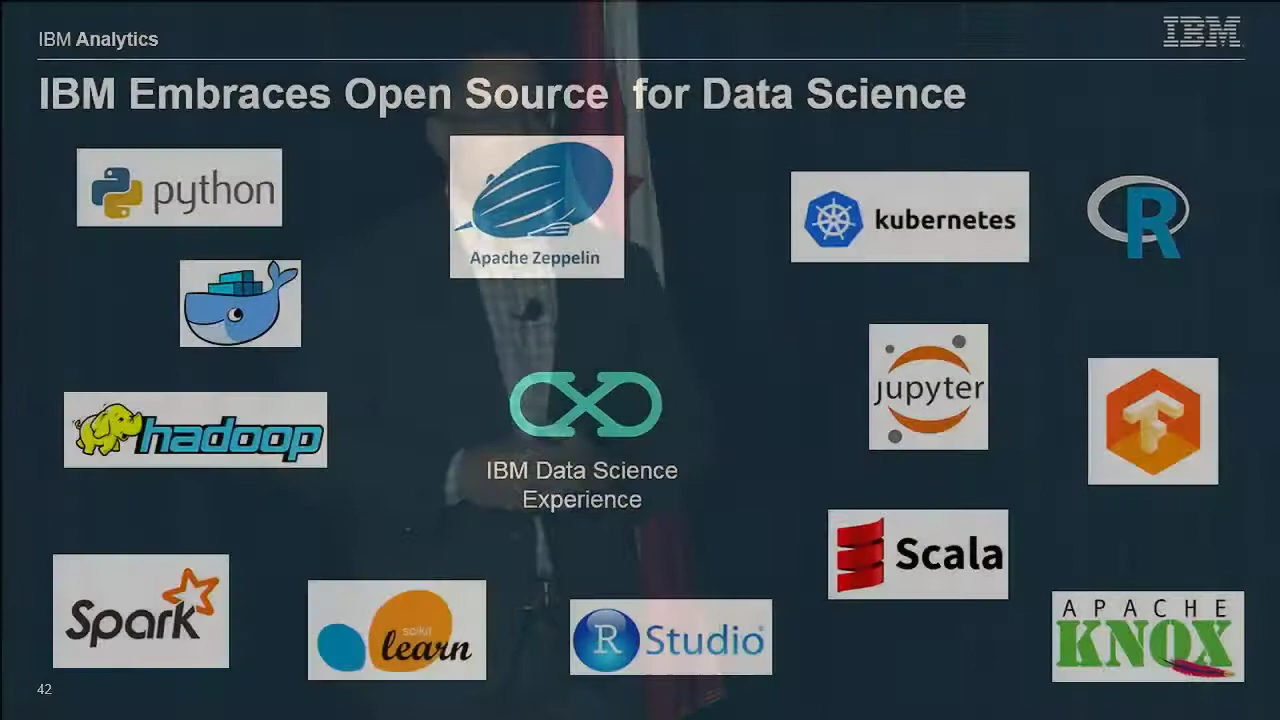 IBM Analytics
IBM
IBM Embraces Open Source for Data Science
python
Apache Zeppelin
kubernetes
R
jupyter
hadoop
IBM Data Science
Experience
Scala
Spark
scikit
learn
R Studio
APACHE
KNOX
42